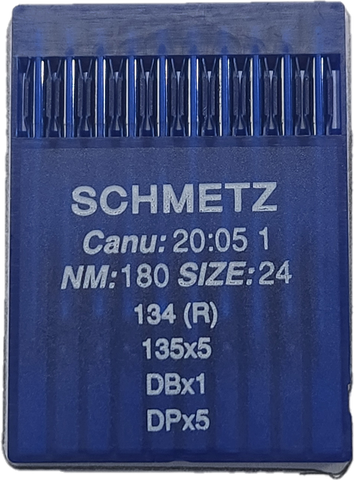 SCHMETZ
Canu: 20:05 1
NM:180 SIZE:24
134 (R)
135x5
DBx1
DPx5